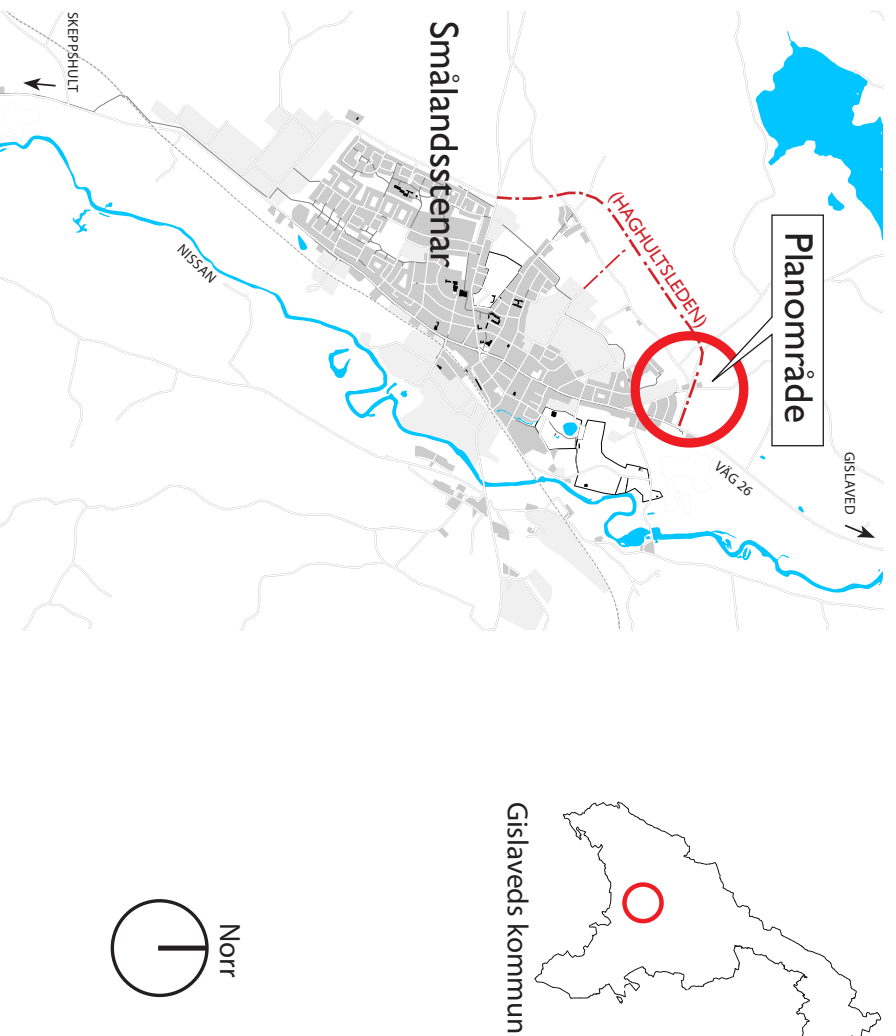 SKEPPSHULT
Smålandsstenar
(HAGHULTSLEDEN)
Planområde
NISSAN
VÄG 26
GISLAVED
H
Gislaveds kommun
Norr